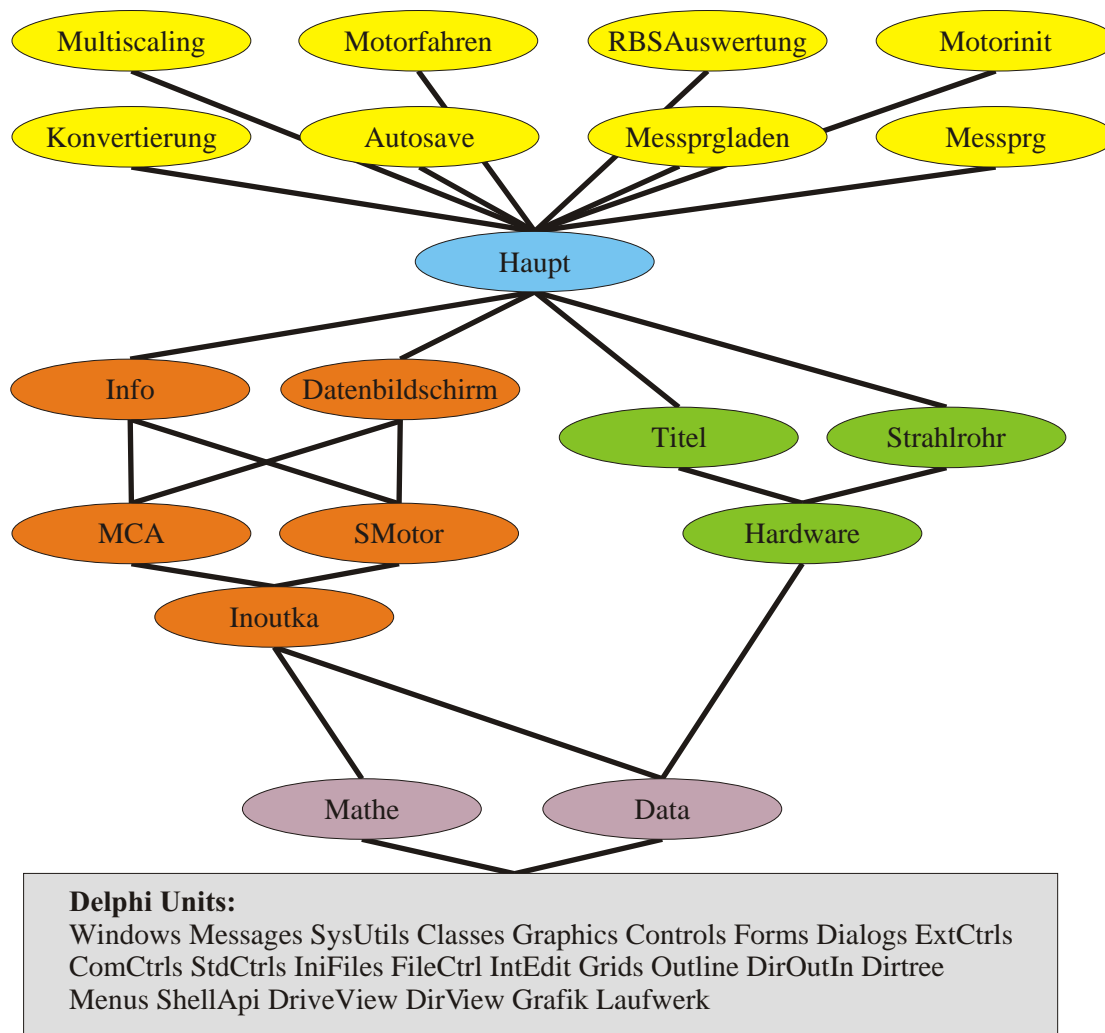 Multiscaling
Motorfahren
RBSAuswertung
Motorinit
Konvertierung
Autosave
Messprgladen
Messprg
Haupt
Info
Datenbildschirm
Titel
Strahlrohr
MCA
SMotor
Hardware
Inoutka
Mathe
Data
Delphi Units:
Windows Messages SysUtils Classes Graphics Controls Forms Dialogs ExtCtrls
ComCtrls StdCtrls IniFiles FileCtrl IntEdit Grids Outline DirOutIn Dirtree
Menus ShellApi DriveView DirView Grafik Laufwerk